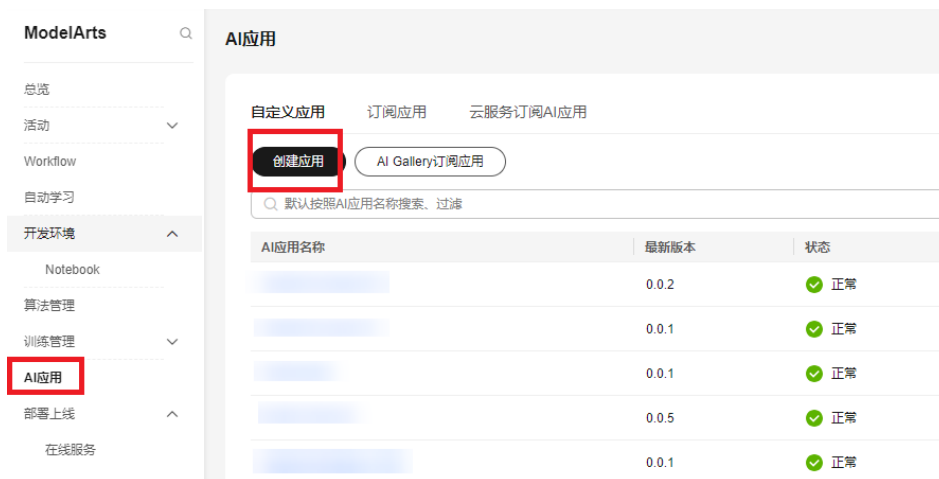 ModelArts
总览
活动
Workflow
自动学习
开发环境
Notebook
算法管理
训练管理
AI应用
部署上线
在线服务
AI应用
自定义应用 订阅应用 云服务订阅AI应用
创建应用 AI Gallery订阅应用
默认按照AI应用名称搜索、过滤
AI应用名称 最新版本 状态
0.0.2 正常
0.0.1 正常
0.0.1 正常
0.0.5 正常
0.0.1 正常